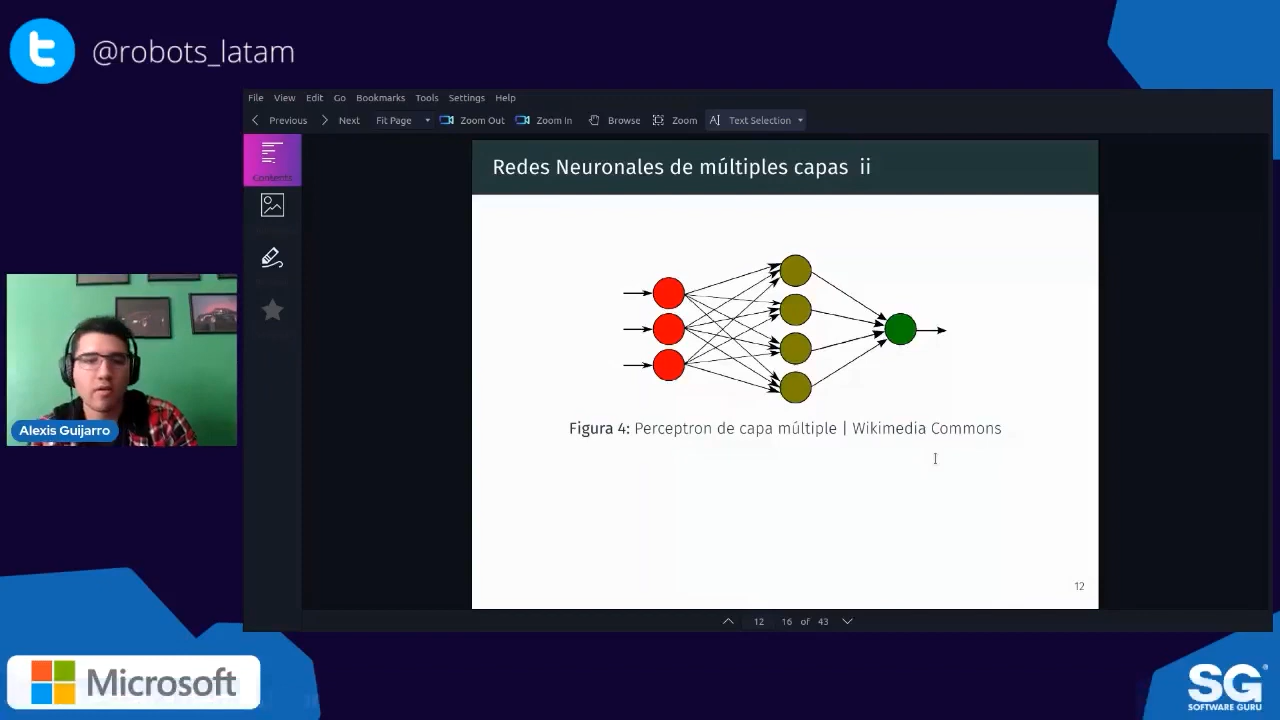 @robots_latam
File View Edit Go Bookmarks Tools Settings Help
Previous Next Fit Page Zoom Out Zoom In Browse Zoom Text Selection
Contents
Redes Neuronales de múltiples capas ii
Figura 4: Perceptron de capa múltiple | Wikimedia Commons
12
12 16 of 43
Alexis Guijarro
Microsoft
SG
SOFTWARE GURU